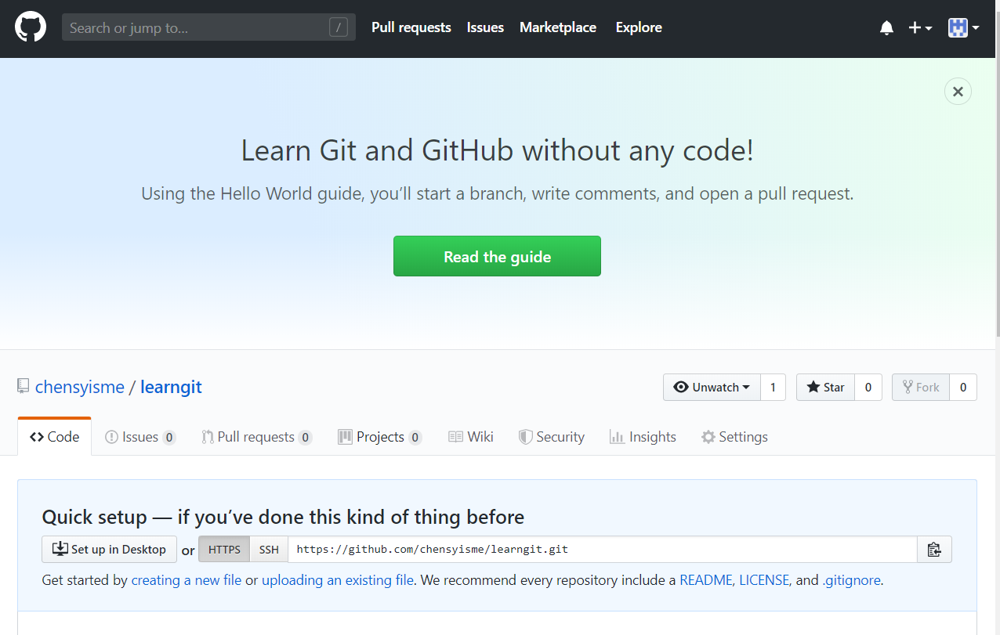 Search or jump to... / Pull requests Issues Marketplace Explore
Learn Git and GitHub without any code!
Using the Hello World guide, you’ll start a branch, write comments, and open a pull request.
Read the guide
chensyisme / learngit Unwatch 1 Star 0 Fork 0
Code Issues 0 Pull requests 0 Projects 0 Wiki Security Insights Settings
Quick setup — if you’ve done this kind of thing before
Set up in Desktop or HTTPS SSH https://github.com/chensyisme/learngit.git
Get started by creating a new file or uploading an existing file. We recommend every repository include a README, LICENSE, and .gitignore.